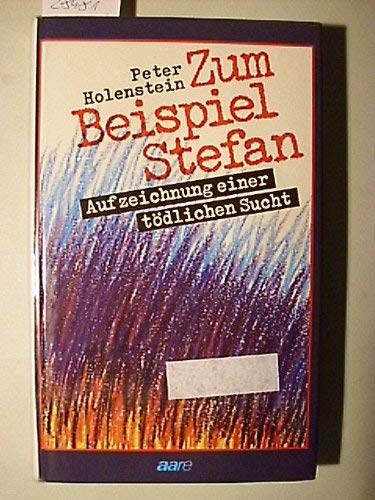 Peter
Holenstein
Zum
Beispiel
Stefan
Aufzeichnung einer
tödlichen Sucht
aare